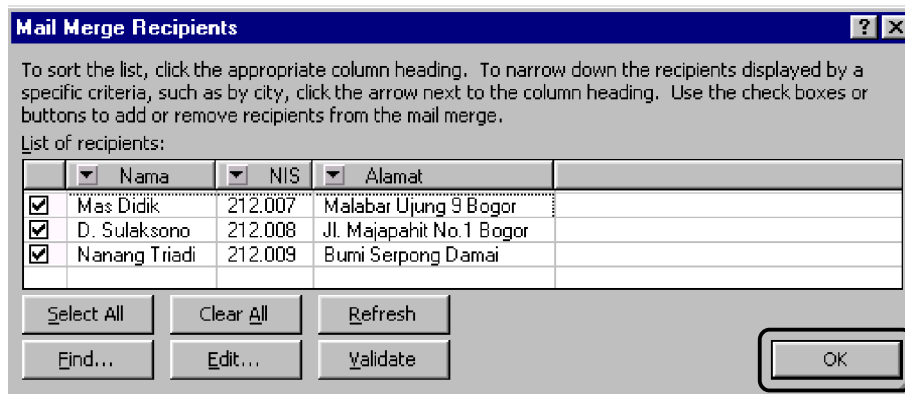 Mail Merge Recipients
To sort the list, click the appropriate column heading. To narrow down the recipients displayed by a
specific criteria, such as by city, click the arrow next to the column heading. Use the check boxes or
buttons to add or remove recipients from the mail merge.
List of recipients:
Nama NIS Alamat
Mas Didik 212.007 Malabar Ujung 9 Bogor
D. Sulaksono 212.008 Jl. Majapahit No.1 Bogor
Nanang Triadi 212.009 Bumi Serpong Damai
Select All Clear All Refresh
Find... Edit... Validate OK